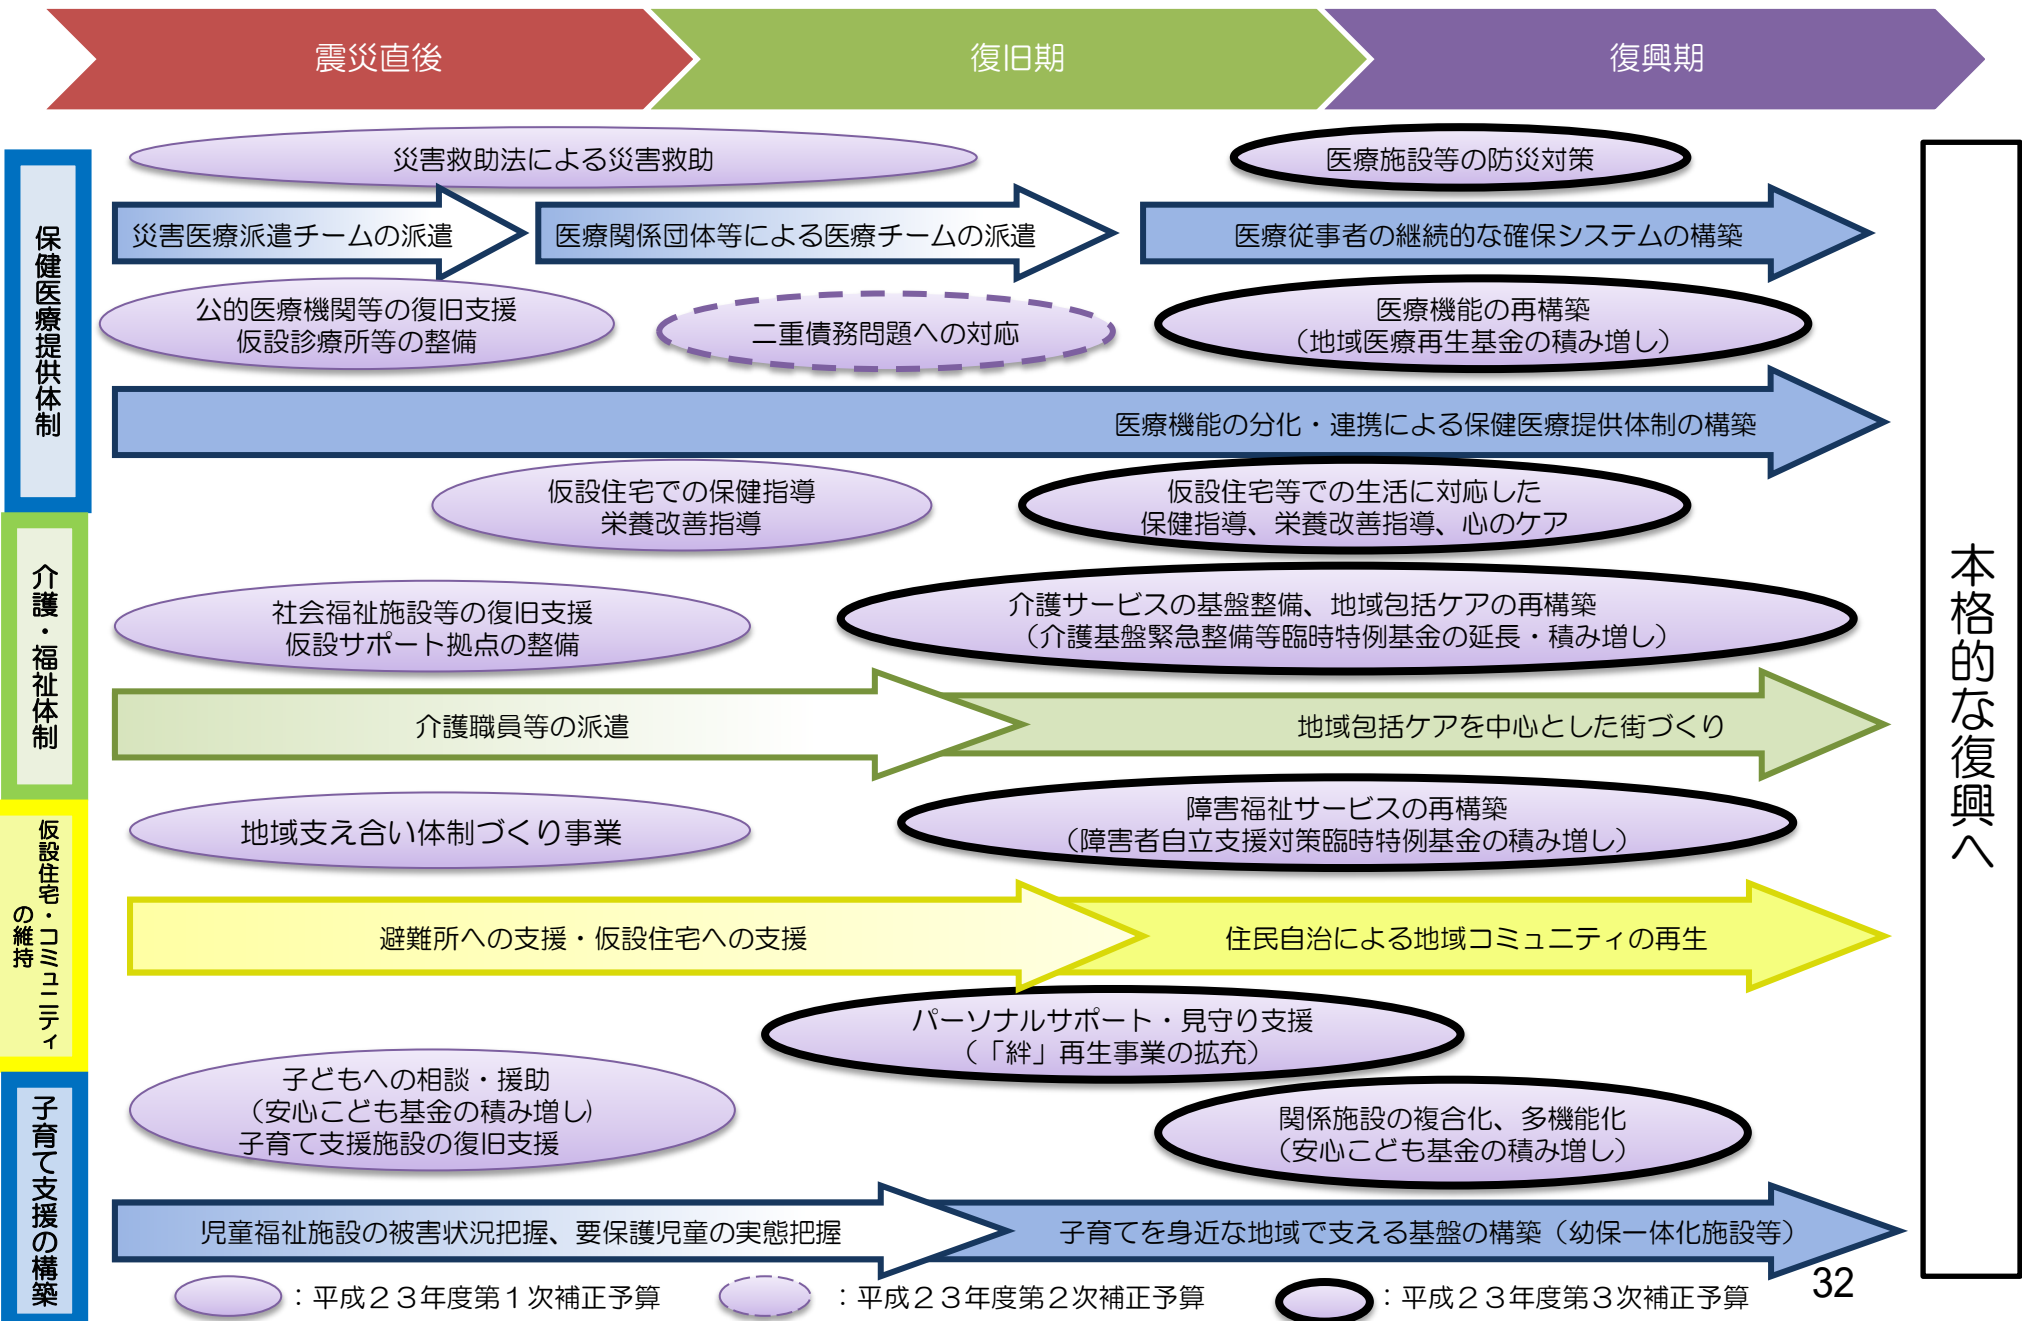 震災直後
復旧期
復興期
保健医療提供体制
災害救助法による災害救助
医療施設等の防災対策
災害医療派遣チームの派遣
医療関係団体等による医療チームの派遣
医療従事者の継続的な確保システムの構築
公的医療機関等の復旧支援
仮設診療所等の整備
二重債務問題への対応
医療機能の再構築
（地域医療再生基金の積み増し）
医療機能の分化・連携による保健医療提供体制の構築
仮設住宅での保健指導
栄養改善指導
仮設住宅等での生活に対応した
保健指導、栄養改善指導、心のケア
介護・福祉体制
社会福祉施設等の復旧支援
仮設サポート拠点の整備
介護サービスの基盤整備、地域包括ケアの再構築
（介護基盤緊急整備等臨時特例基金の延長・積み増し）
介護職員等の派遣
地域包括ケアを中心とした街づくり
地域支え合い体制づくり事業
障害福祉サービスの再構築
（障害者自立支援対策臨時特例基金の積み増し）
仮設住宅・コミュニティ
の維持
避難所への支援・仮設住宅への支援
住民自治による地域コミュニティの再生
パーソナルサポート・見守り支援
（「絆」再生事業の拡充）
子育て支援の構築
子どもへの相談・援助
（安心こども基金の積み増し)
子育て支援施設の復旧支援
関係施設の複合化、多機能化
（安心こども基金の積み増し）
児童福祉施設の被害状況把握、要保護児童の実態把握
子育てを身近な地域で支える基盤の構築（幼保一体化施設等）
本格的な復興へ
：平成２３年度第１次補正予算
：平成２３年度第２次補正予算
：平成２３年度第３次補正予算
32